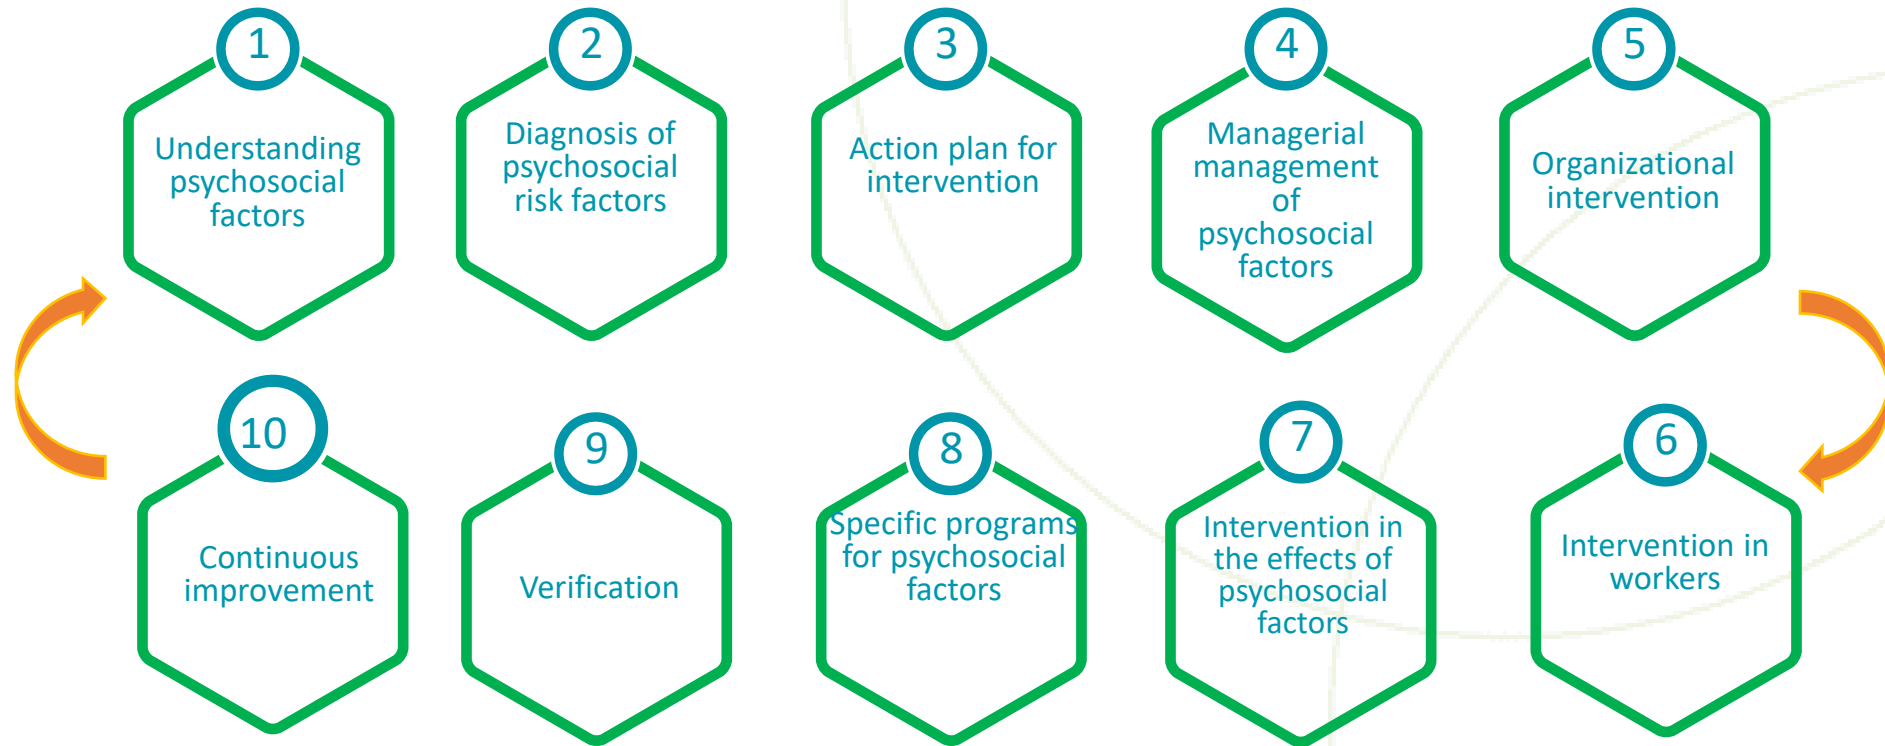 1
Understanding
psychosocial
factors
2
Diagnosis of
psychosocial
risk factors
3
Action plan for
intervention
4
Managerial
management
of
psychosocial
factors
5
Organizational
intervention
10
Continuous
improvement
9
Verification
8
Specific programs
for psychosocial
factors
7
Intervention in
the effects of
psychosocial
factors
6
Intervention in
workers